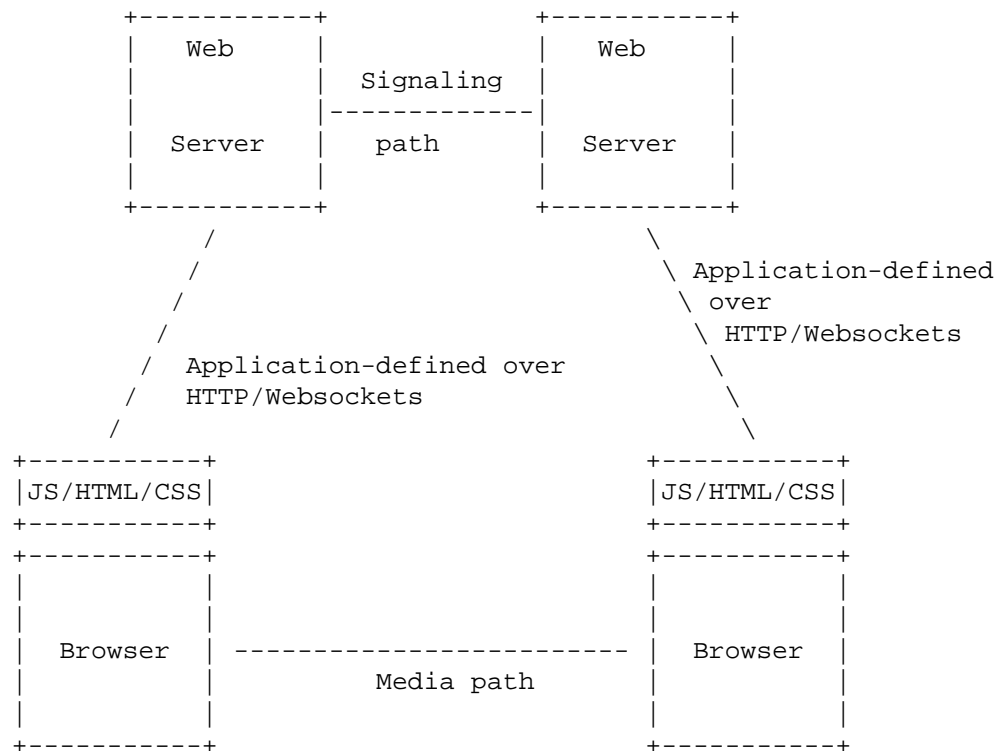 Web Web
Signaling
Server path Server
Application-defined
over
HTTP/Websockets
Application-defined over
HTTP/Websockets
JS/HTML/CSS JS/HTML/CSS
Browser Browser
Media path